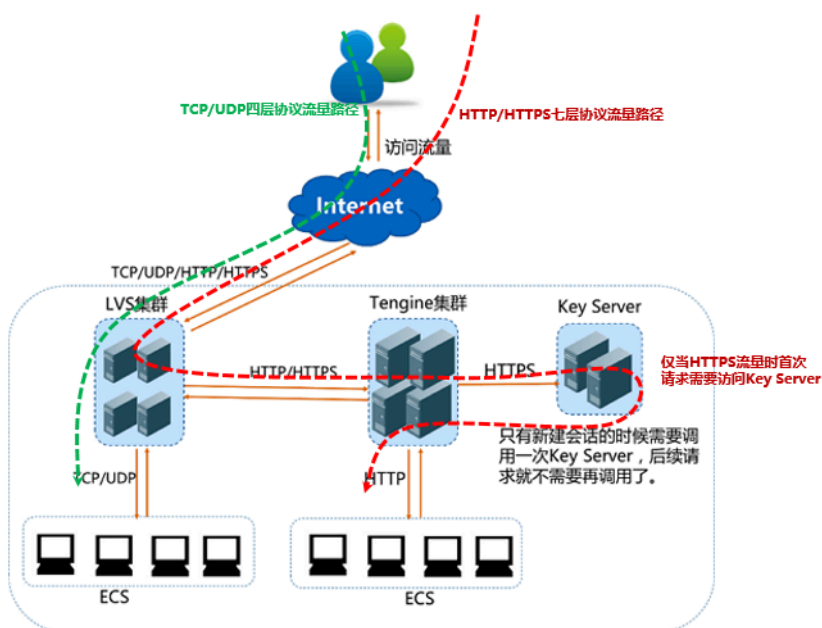 TCP/UDP四层协议流量路径
HTTP/HTTPS七层协议流量路径
访问流量
Internet
TCP/UDP/HTTP/HTTPS
LVS集群
Tengine集群
Key Server
HTTP/HTTPS
HTTPS
仅当HTTPS流量时首次
请求需要访问Key Server
只有新建会话的时候需要调
用一次Key Server，后续请
求就不需要再调用了。
TCP/UDP
HTTP
ECS
ECS